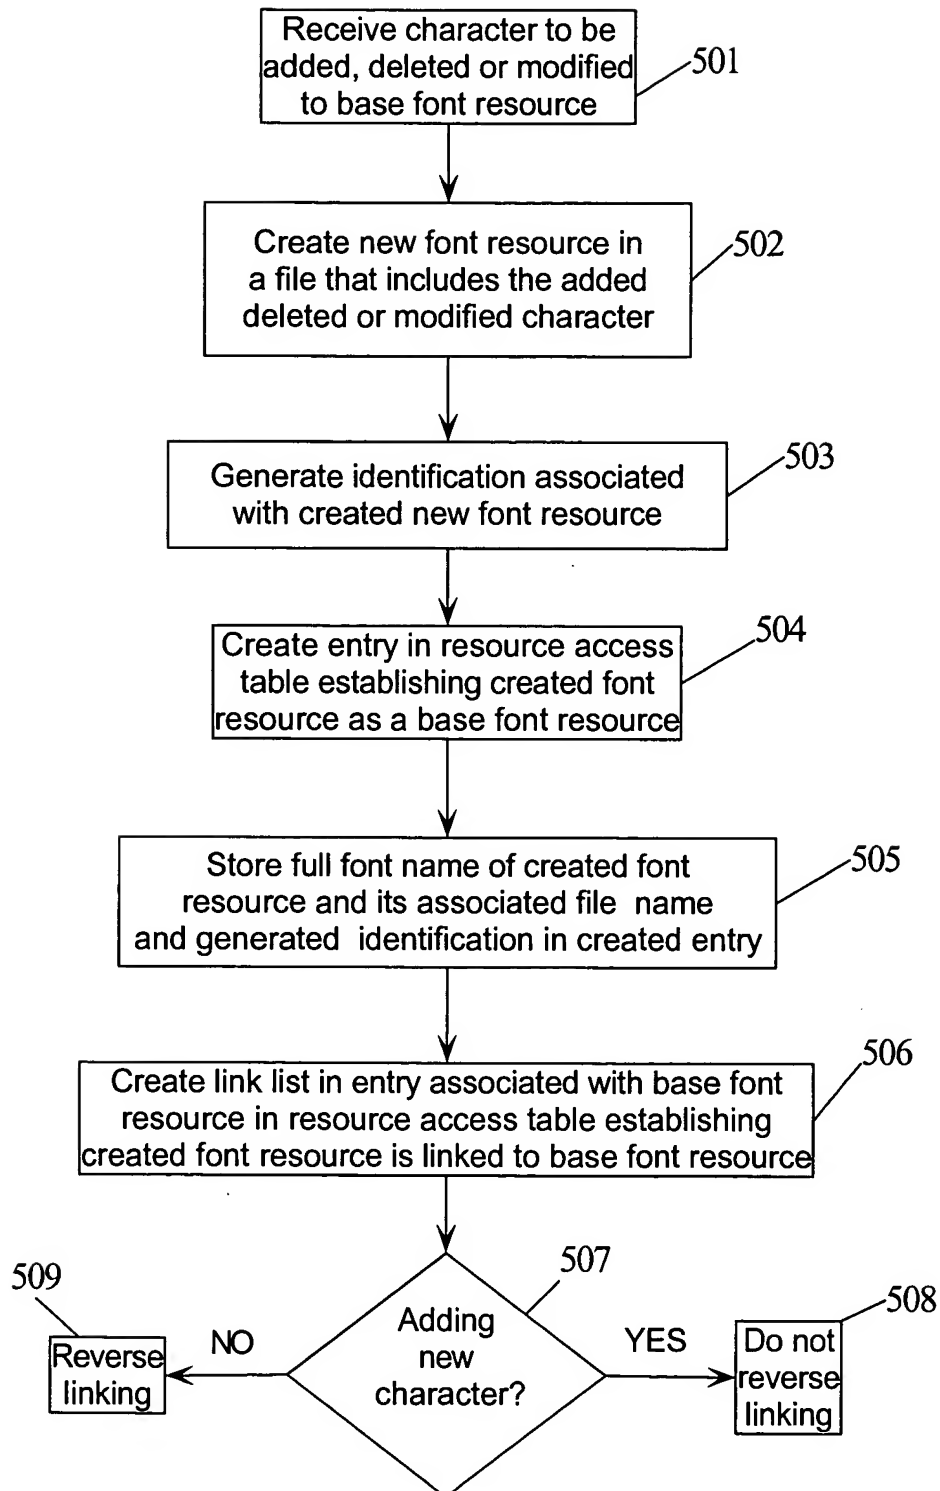 Receive character to be
added, deleted or modified
to base font resource
501
Create new font resource in
a file that includes the added
deleted or modified character
502
Generate identification associated
with created new font resource
503
Create entry in resource access
table establishing created font
resource as a base font resource
504
Store full font name of created font
resource and its associated file name
and generated identification in created entry
505
Create link list in entry associated with base font
resource in resource access table establishing
created font resource is linked to base font resource
506
507
Adding
new
character?
509
NO
Reverse
linking
YES
508
Do not
reverse
linking